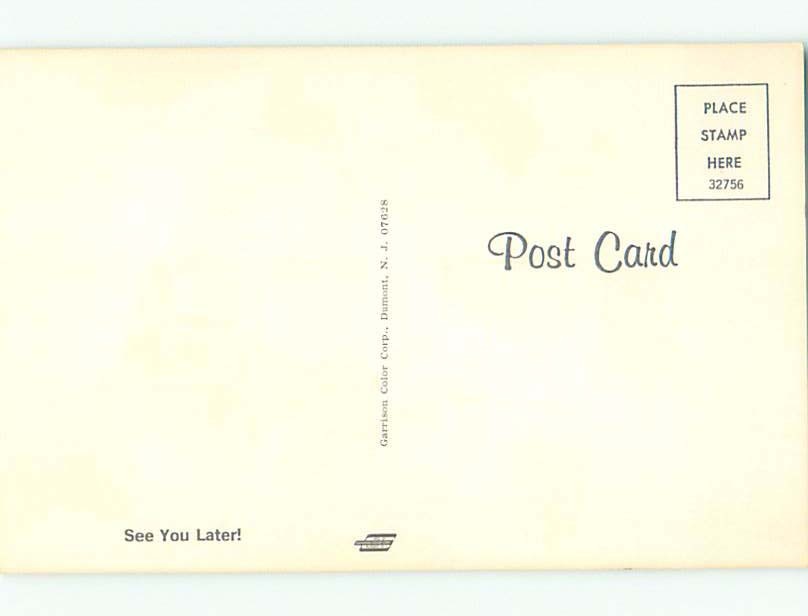 PLACE
STAMP
HERE
32756
Post Card
Garrison Color Corp., Dumont, N. J. 07628
See You Later!